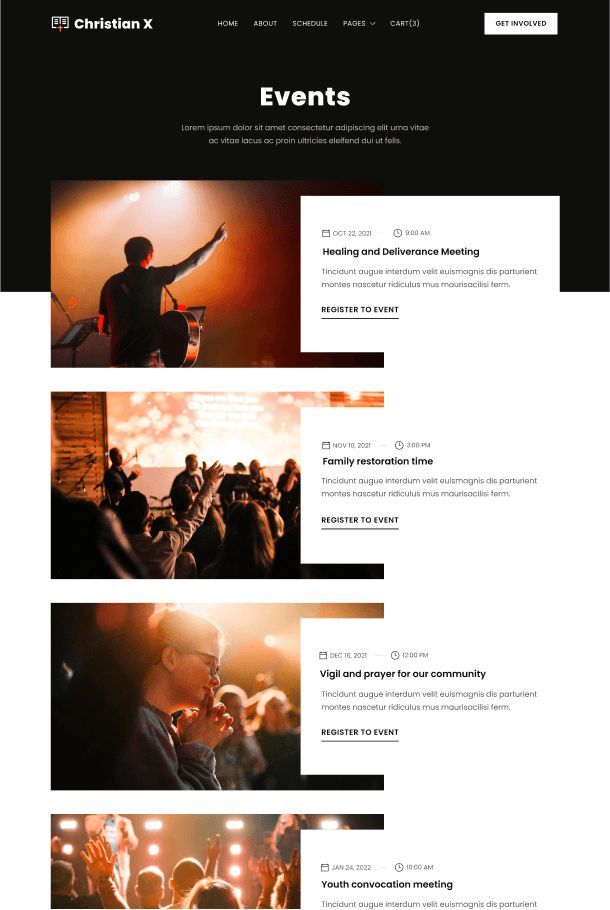 Christian X
HOME ABOUT SCHEDULE PAGES CART(3)
GET INVOLVED
Events
Lorem ipsum dolor sit amet consectetur adipiscing elit urna vitae
ac vitae lacus ac proin ultricies eleifend dui ut felis.
OCT 22, 2021 9:00 AM
Healing and Deliverance Meeting
Tincidunt augue interdum velit euismagnis dis parturient
montes nascetur ridiculus mus maurisacilisi ferm.
REGISTER TO EVENT
NOV 10, 2021 3:00 PM
Family restoration time
Tincidunt augue interdum velit euismagnis dis parturient
montes nascetur ridiculus mus maurisacilisi ferm.
REGISTER TO EVENT
DEC 16, 2021 12:00 PM
Vigil and prayer for our community
Tincidunt augue interdum velit euismagnis dis parturient
montes nascetur ridiculus mus maurisacilisi ferm.
REGISTER TO EVENT
JAN 24, 2022 10:00 AM
Youth convocation meeting
Tincidunt augue interdum velit euismagnis dis parturient